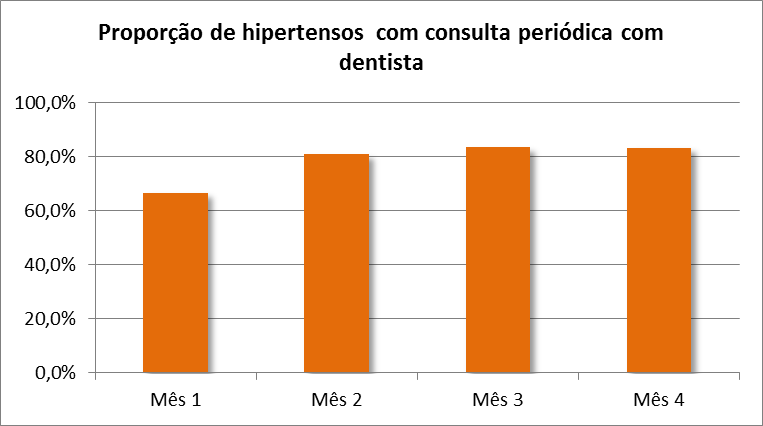 Proporção de hipertensos  com consulta periódica com
dentista
100,0%
80,0%
60,0%
40,0%
20,0%
0,0%
Mês 1 Mês 2 Mês 3 Mês 4